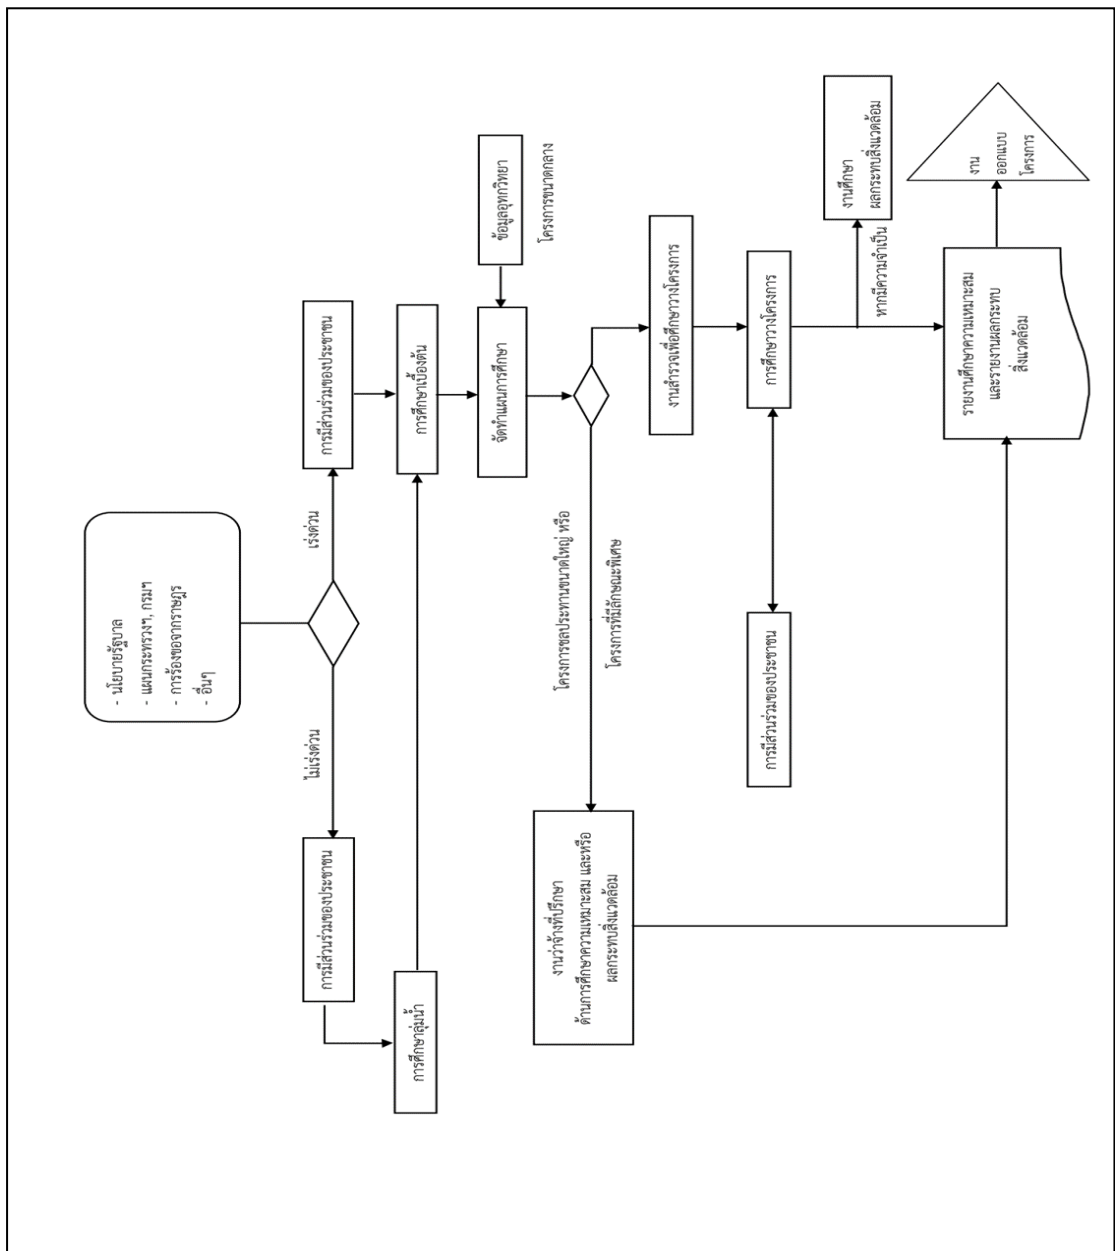 - นโยบายรัฐบาล
- แผนกระทรวงฯ, กรมฯ
- การร้องขอจากราษฎร
- อื่นๆ
ไม่เร่งด่วน
เร่งด่วน
การมีส่วนร่วมของประชาชน
การมีส่วนร่วมของประชาชน
การศึกษาลุ่มน้ำ
การศึกษาเบื้องต้น
จัดทำแผนการศึกษา
ข้อมูลอุทกวิทยา
โครงการขนาดกลาง
โครงการชลประทานขนาดใหญ่ หรือ
โครงการที่มีลักษณะพิเศษ
งานว่าจ้างที่ปรึกษา
ด้านการศึกษาความเหมาะสม และหรือ
ผลกระทบสิ่งแวดล้อม
งานสำรวจเพื่อศึกษาวางโครงการ
การมีส่วนร่วมของประชาชน
การศึกษาวางโครงการ
งานศึกษา
ผลกระทบสิ่งแวดล้อม
หากมีความจำเป็น
รายงานศึกษาความเหมาะสม
และรายงานผลกระทบ
สิ่งแวดล้อม
งาน
ออกแบบ
โครงการ